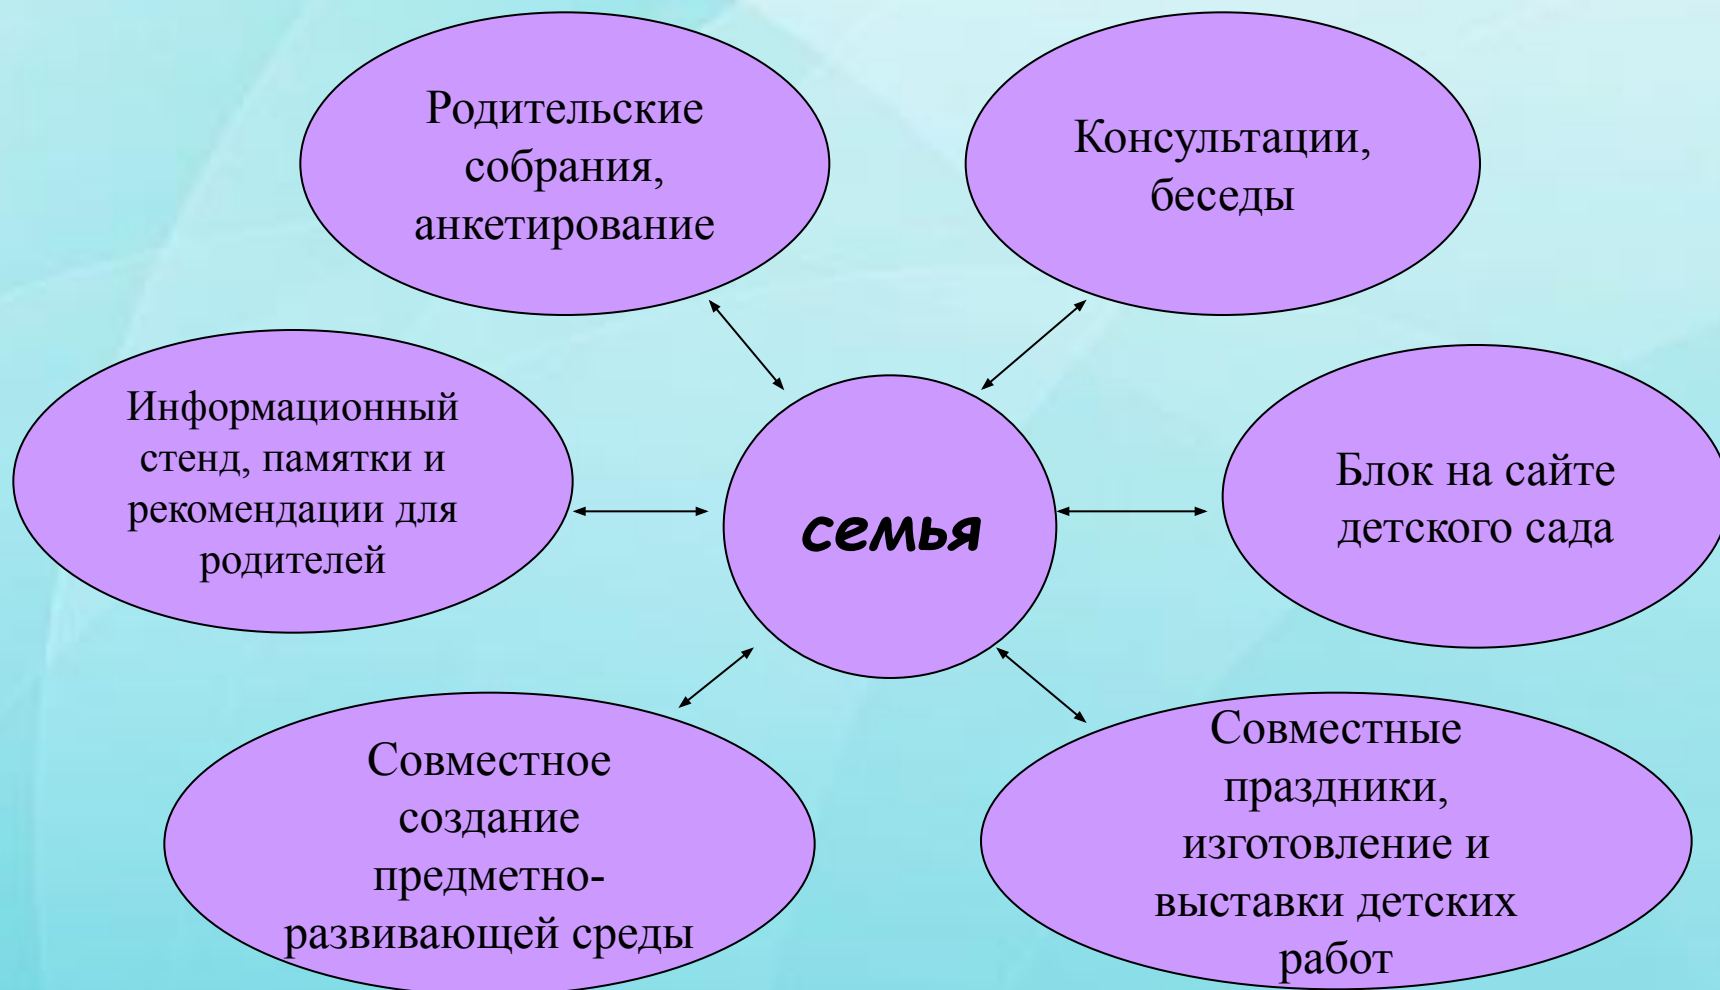 Родительские
собрания,
анкетирование
Консультации,
беседы
Информационный
стенд, памятки и
рекомендации для
родителей
семья
Блок на сайте
детского сада
Совместное
создание
предметно-
развивающей среды
Совместные
праздники,
изготовление и
выставки детских
работ